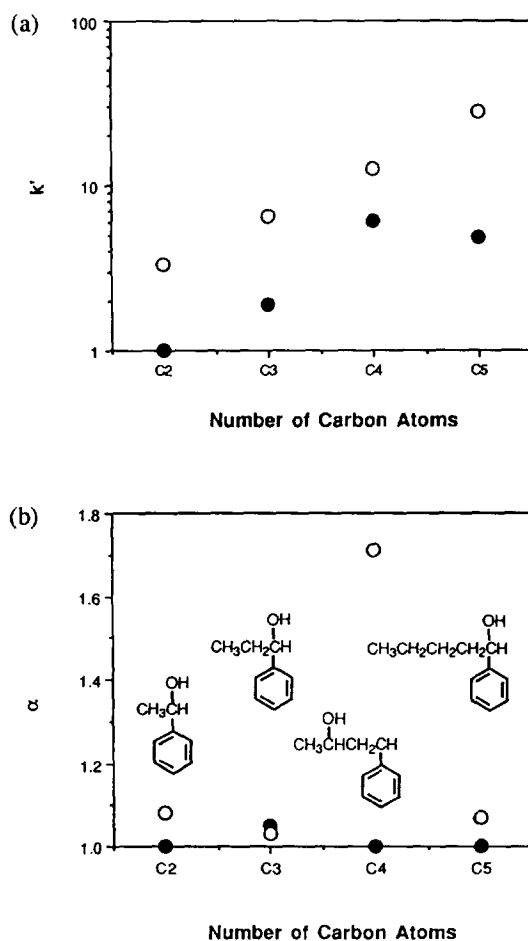 (a)
100
10
1
k'
C2 C3 C4 C5
Number of Carbon Atoms
(b)
1.8
1.6
1.4
1.2
1.0
α
OH
CH3CH
OH
CH3CH2CH
OH
CH3CHCH2CH
OH
CH3CH2CH2CH2CH
C2 C3 C4 C5
Number of Carbon Atoms